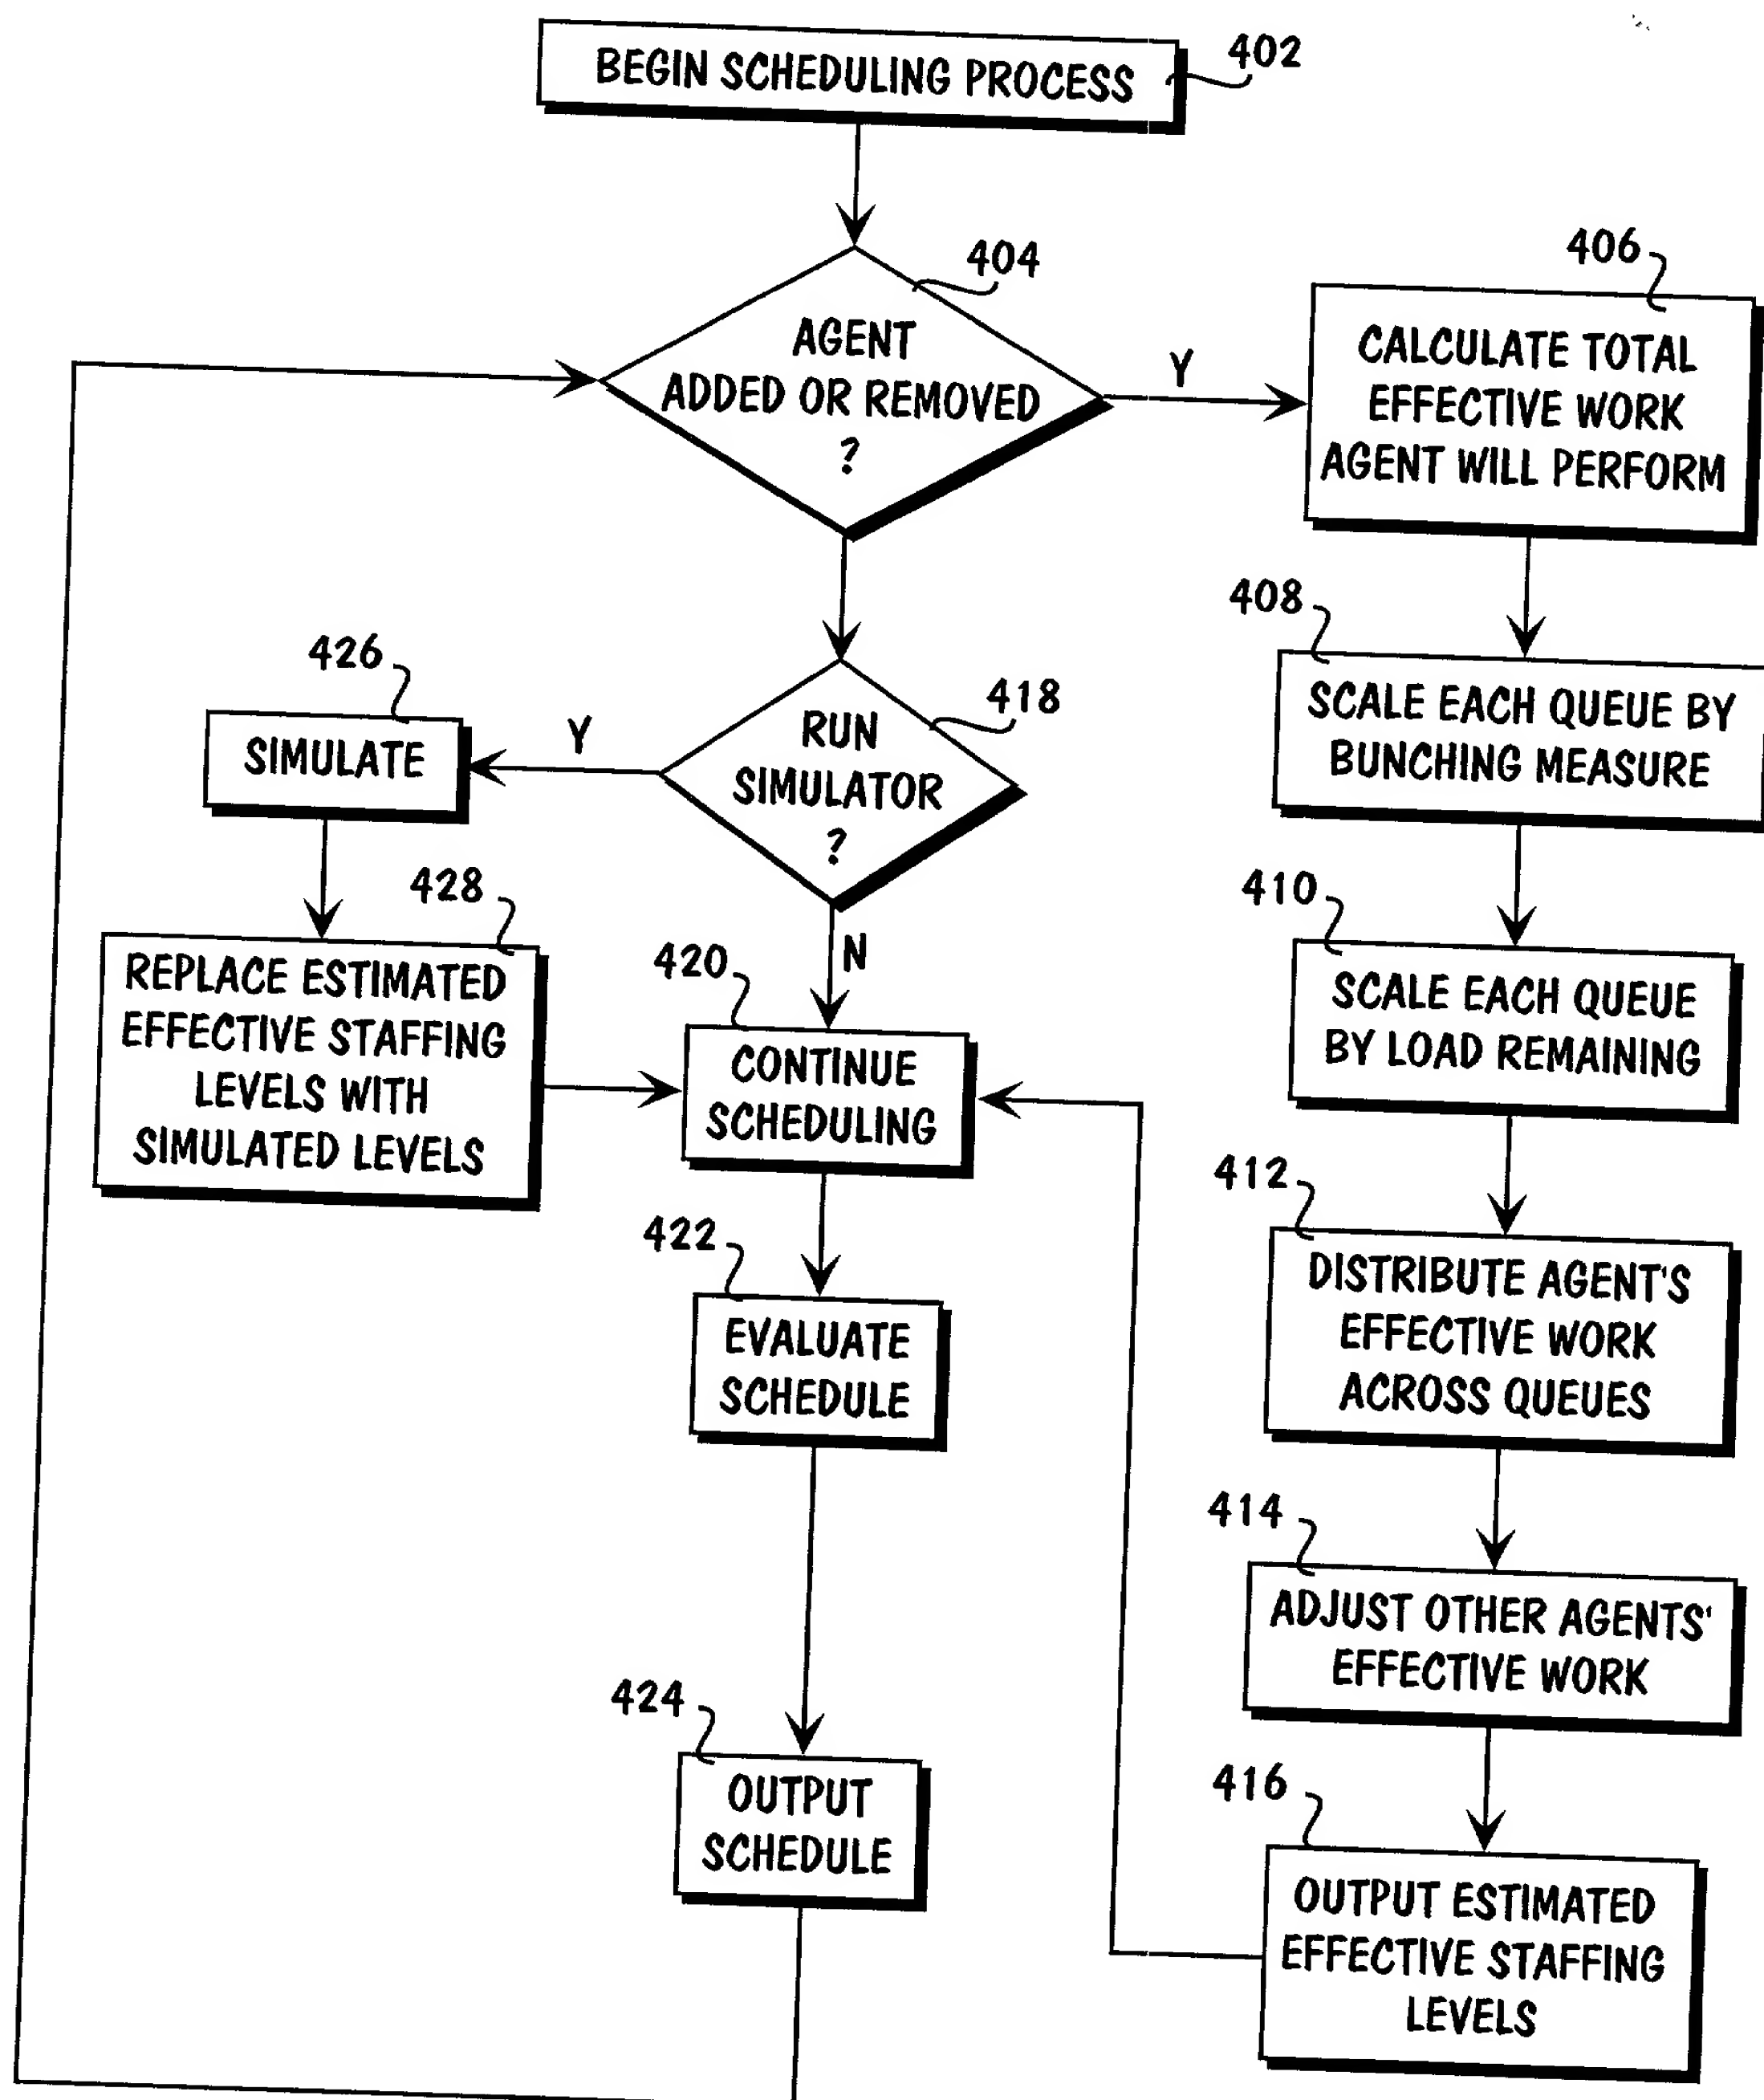 BEGIN SCHEDULING PROCESS
402
404
AGENT
ADDED OR REMOVED
?
Y
406
CALCULATE TOTAL
EFFECTIVE WORK
AGENT WILL PERFORM
408
SCALE EACH QUEUE BY
BUNCHING MEASURE
418
RUN
SIMULATOR
?
Y
N
426
SIMULATE
428
REPLACE ESTIMATED
EFFECTIVE STAFFING
LEVELS WITH
SIMULATED LEVELS
410
SCALE EACH QUEUE
BY LOAD REMAINING
420
CONTINUE
SCHEDULING
412
DISTRIBUTE AGENT'S
EFFECTIVE WORK
ACROSS QUEUES
422
EVALUATE
SCHEDULE
414
ADJUST OTHER AGENTS'
EFFECTIVE WORK
424
OUTPUT
SCHEDULE
416
OUTPUT ESTIMATED
EFFECTIVE STAFFING
LEVELS